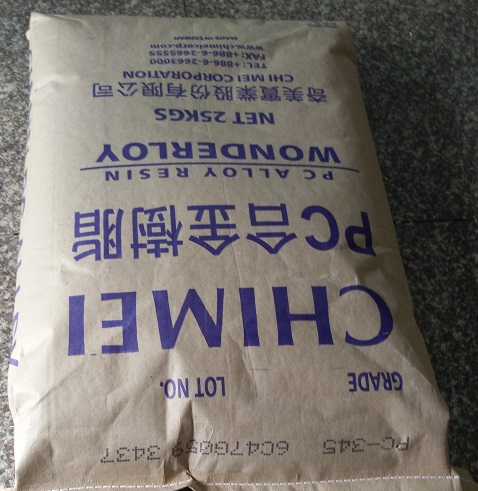 PC-345 6C47G059 3437
GRADE LOT NO.
CHIMEI
PC合金樹脂
PC ALLOY RESIN
WONDERLOY
NET 25KGS
奇美實業股份有限公司
CHI MEI CORPORATION
TEL: +886-6-2663000
FAX: +886-6-2665555
www.chimeicorp.com
MADE IN TAIWAN